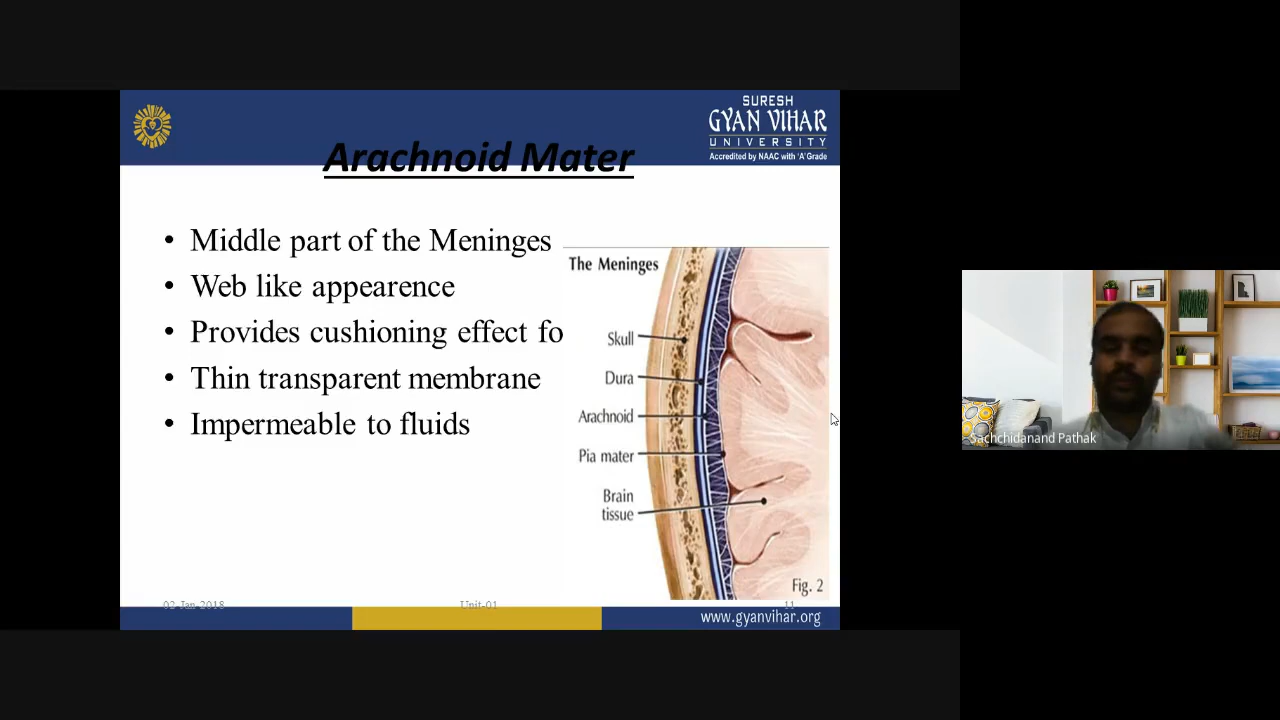 SURESH
GYAN VIHAR
UNIVERSITY
Accredited by NAAC with 'A' Grade
Arachnoid Mater
• Middle part of the Meninges
• Web like appearence
• Provides cushioning effect fo
• Thin transparent membrane
• Impermeable to fluids
The Meninges
Skull
Dura
Arachnoid
Pia mater
Brain
tissue
Fig. 2
02 Jan 2018
Unit-01
11
www.gyanvihar.org
Sachchidanand Pathak